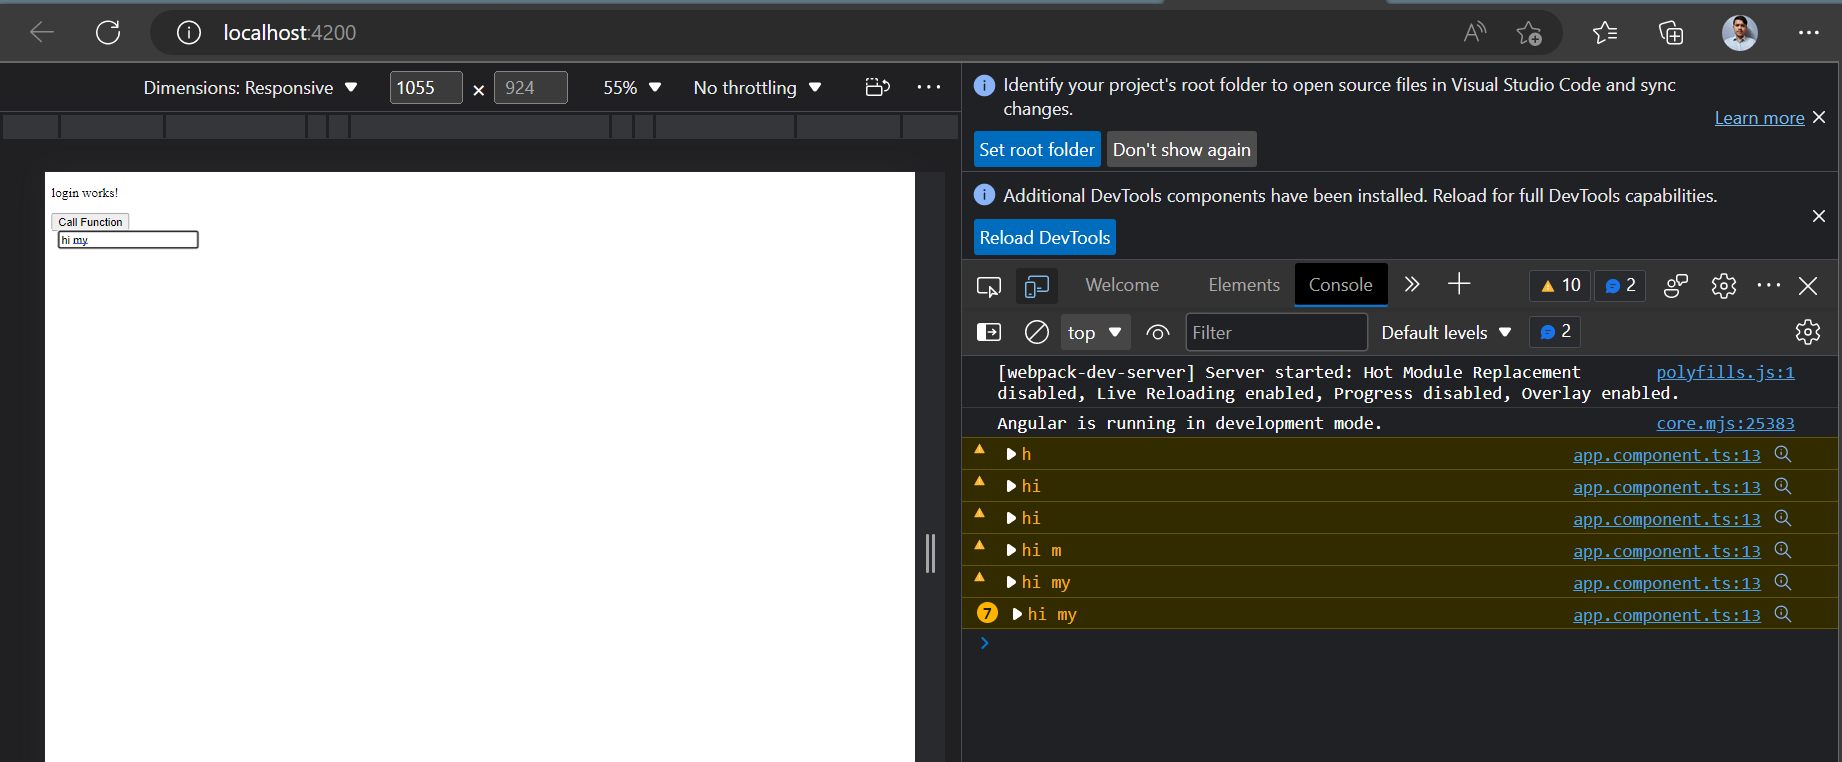 localhost:4200
Dimensions: Responsive 1055 × 924 55% No throttling
login works!
Call Function
hi my
Identify your project's root folder to open source files in Visual Studio Code and sync
changes.
Learn more
Set root folder Don't show again
Additional DevTools components have been installed. Reload for full DevTools capabilities.
Reload DevTools
Welcome Elements Console 10 2
top Filter Default levels 2
[webpack-dev-server] Server started: Hot Module Replacement polyfills.js:1
disabled, Live Reloading enabled, Progress disabled, Overlay enabled.
Angular is running in development mode. core.mjs:25383
h app.component.ts:13
hi app.component.ts:13
hi app.component.ts:13
hi m app.component.ts:13
hi my app.component.ts:13
7 hi my app.component.ts:13